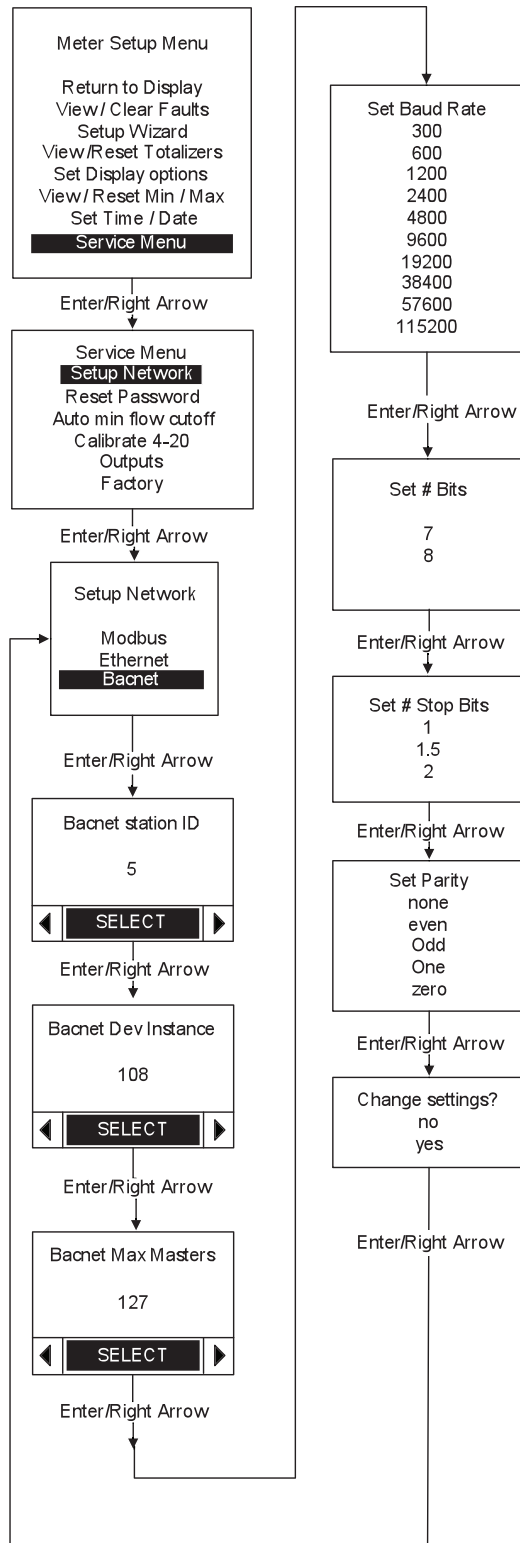 Meter Setup Menu
Return to Display
View / Clear Faults
Setup Wizard
View/Reset Totalizers
Set Display options
View / Reset Min / Max
Set Time / Date
Service Menu
Enter/Right Arrow
Service Menu
Setup Network
Reset Password
Auto min flow cutoff
Calibrate 4-20
Outputs
Factory
Enter/Right Arrow
Setup Network
Modbus
Ethernet
Bacnet
Enter/Right Arrow
Bacnet station ID
5
SELECT
Enter/Right Arrow
Bacnet Dev Instance
108
SELECT
Enter/Right Arrow
Bacnet Max Masters
127
SELECT
Enter/Right Arrow
Set Baud Rate
300
600
1200
2400
4800
9600
19200
38400
57600
115200
Enter/Right Arrow
Set # Bits
7
8
Enter/Right Arrow
Set # Stop Bits
1
1.5
2
Enter/Right Arrow
Set Parity
none
even
Odd
One
zero
Enter/Right Arrow
Change settings?
no
yes
Enter/Right Arrow